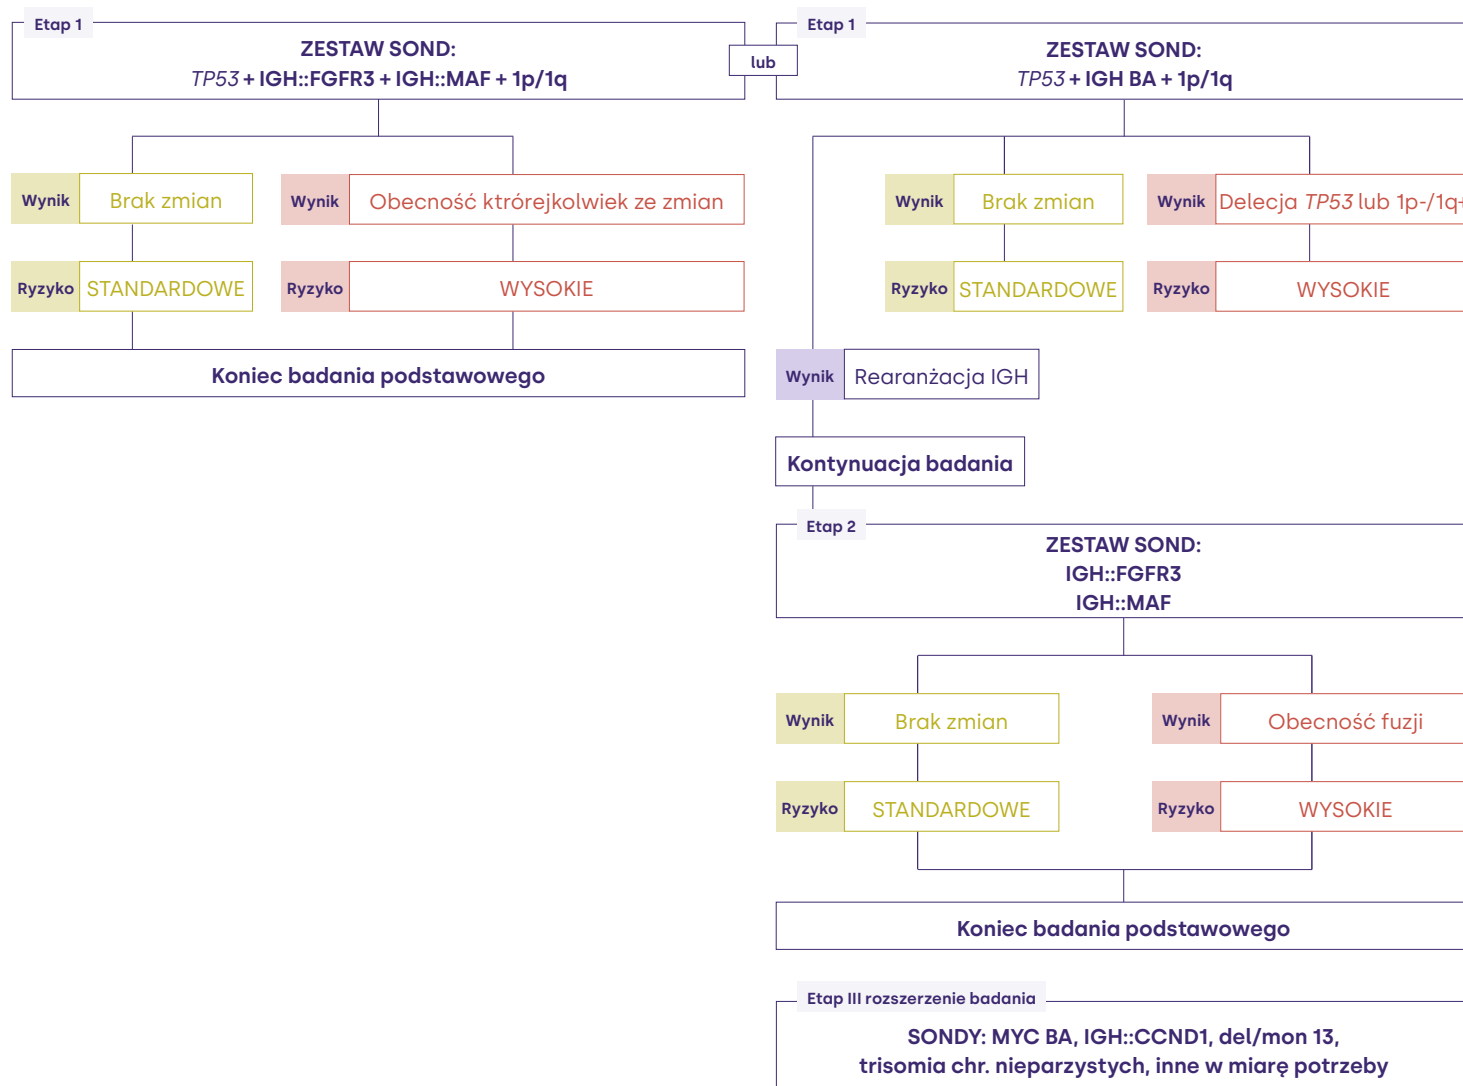 Etap 1
ZESTAW SOND:
TP53 + IGH::FGFR3 + IGH::MAF + 1p/1q
Wynik
Brak zmian
Wynik
Obecność któtrejkolwiek ze zmian
Ryzyko
STANDARDOWE
Ryzyko
WYSOKIE
Koniec badania podstawowego
lub
Etap 1
ZESTAW SOND:
TP53 + IGH BA + 1p/1q
Wynik
Brak zmian
Wynik
Delecja TP53 lub 1p-/1q+
Ryzyko
STANDARDOWE
Ryzyko
WYSOKIE
Wynik
Rearanżacja IGH
Kontynuacja badania
Etap 2
ZESTAW SOND:
IGH::FGFR3
IGH::MAF
Wynik
Brak zmian
Wynik
Obecność fuzji
Ryzyko
STANDARDOWE
Ryzyko
WYSOKIE
Koniec badania podstawowego
Etap III rozszerzenie badania
SONDY: MYC BA, IGH::CCND1, del/mon 13,
trisomia chr. nieparzystych, inne w miarę potrzeby